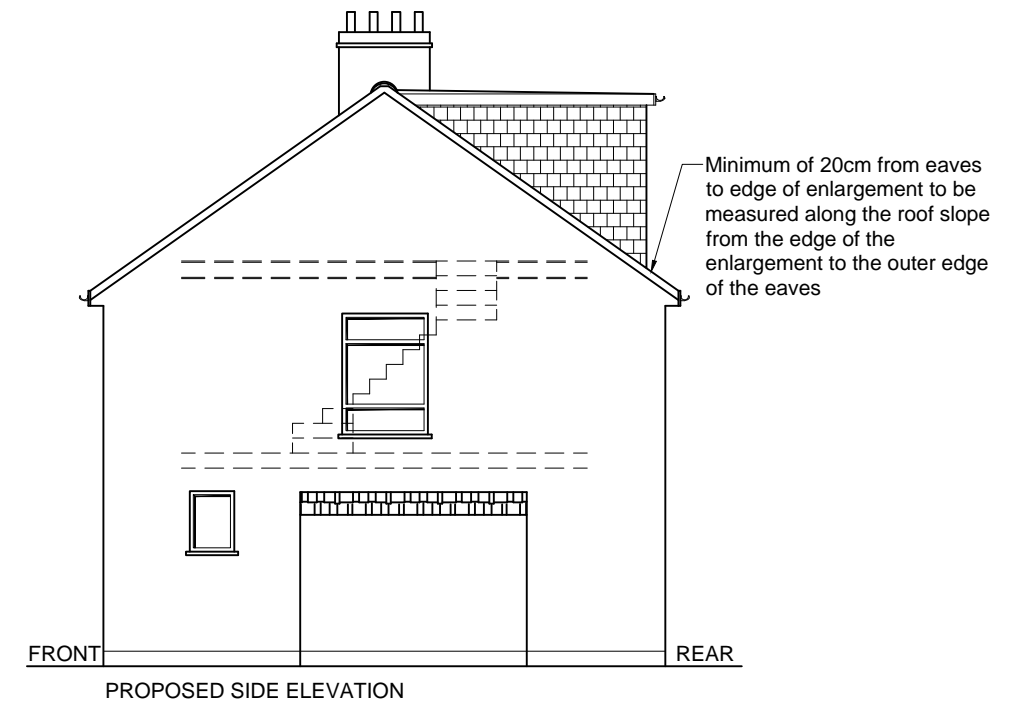 Minimum of 20cm from eaves
to edge of enlargement to be
measured along the roof slope
from the edge of the
enlargement to the outer edge
of the eaves
FRONT
REAR
PROPOSED SIDE ELEVATION